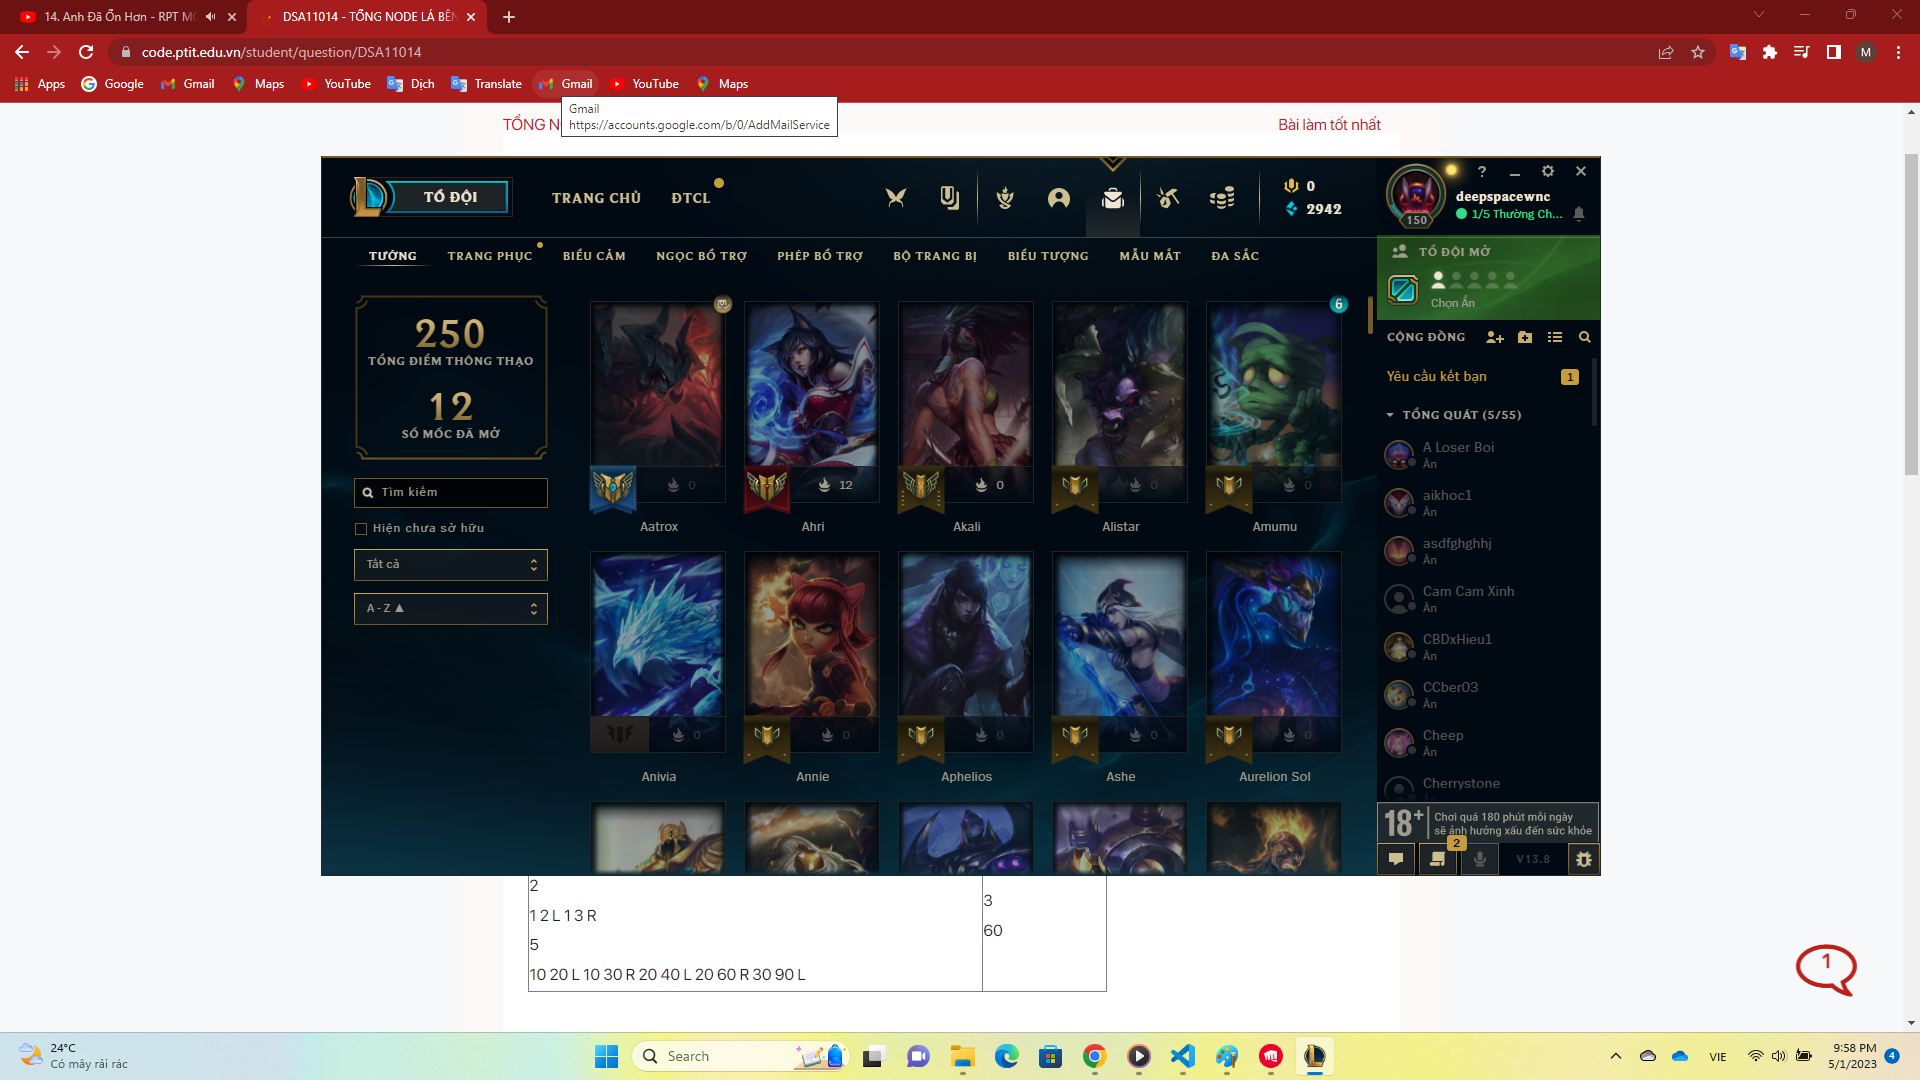 14. Anh Đã Ổn Hơn - RPT MC
DSA11014 - TỔNG NODE LÁ BÊN
code.ptit.edu.vn/student/question/DSA11014
M
Apps
Google
Gmail
Maps
YouTube
Dịch
Translate
Gmail
YouTube
Maps
Gmail
https://accounts.google.com/b/0/AddMailService
TỔNG
Bài làm tốt nhất
TỔ ĐỘI
TRANG CHỦ
ĐTCL
0
2942
150
deepspacewnc
1/5 Thường Ch...
TƯỚNG
TRANG PHỤC
BIỂU CẢM
NGỌC BỔ TRỢ
PHÉP BỔ TRỢ
BỘ TRANG BỊ
BIỂU TƯỢNG
MẪU MẮT
ĐA SẮC
TỔ ĐỘI MỞ
Chọn Ẩn
250
TỔNG ĐIỂM THÔNG THẠO
12
SỐ MỐC ĐÃ MỞ
Tìm kiếm
Hiện chưa sở hữu
Tất cả
A - Z ▲
6
0
12
0
0
0
Aatrox
Ahri
Akali
Alistar
Amumu
0
0
0
0
0
Anivia
Annie
Aphelios
Ashe
Aurelion Sol
CỘNG ĐỒNG
Yêu cầu kết bạn
1
TỔNG QUÁT (5/55)
A Loser Boi
Ẩn
aikhoc1
Ẩn
asdfghghhj
Ẩn
Cam Cam Xinh
Ẩn
CBDxHieu1
Ẩn
CCber03
Ẩn
Cheep
Ẩn
Cherrystone
18+
Chơi quá 180 phút mỗi ngày
sẽ ảnh hưởng xấu đến sức khỏe
2
V13.8
2
1 2 L 1 3 R
5
10 20 L 10 30 R 20 40 L 20 60 R 30 90 L
3
60
1
24°C
Có mây rải rác
Search
VIE
9:58 PM
5/1/2023
4